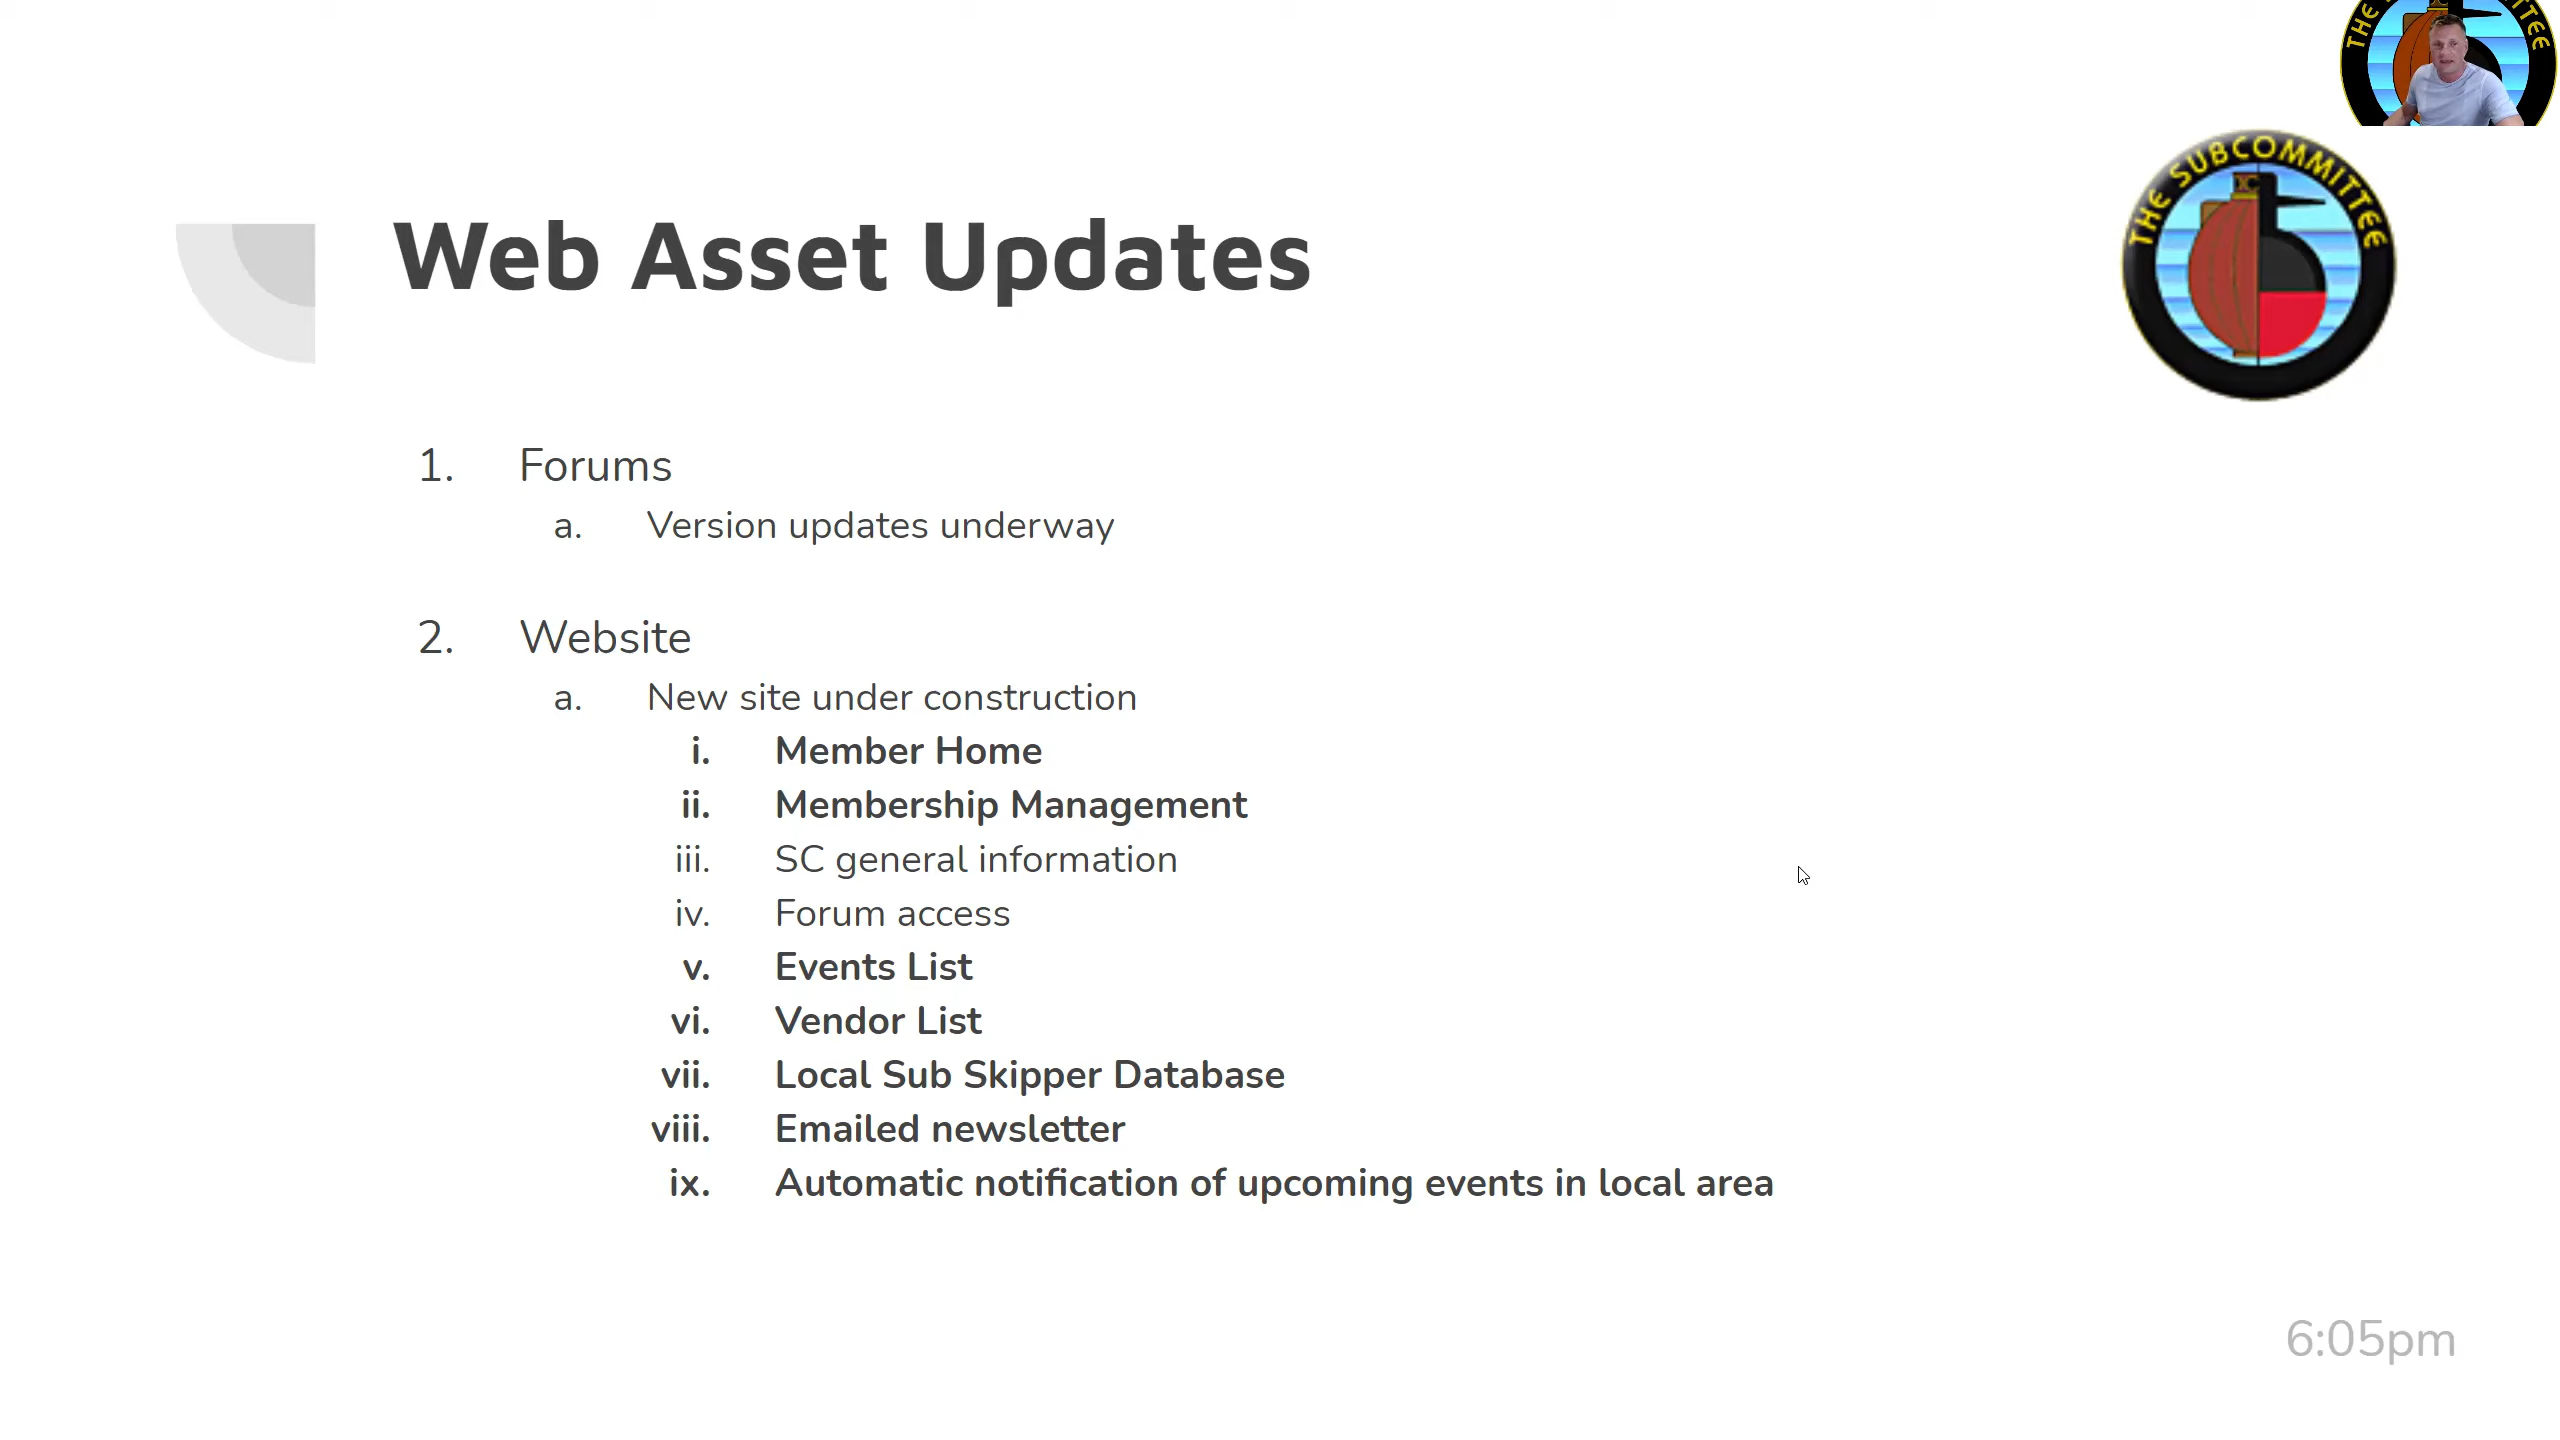 THE SUBCOMMITTEE
Web Asset Updates
1. Forums
a. Version updates underway
2. Website
a. New site under construction
i. Member Home
ii. Membership Management
iii. SC general information
iv. Forum access
v. Events List
vi. Vendor List
vii. Local Sub Skipper Database
viii. Emailed newsletter
ix. Automatic notification of upcoming events in local area
6:05pm